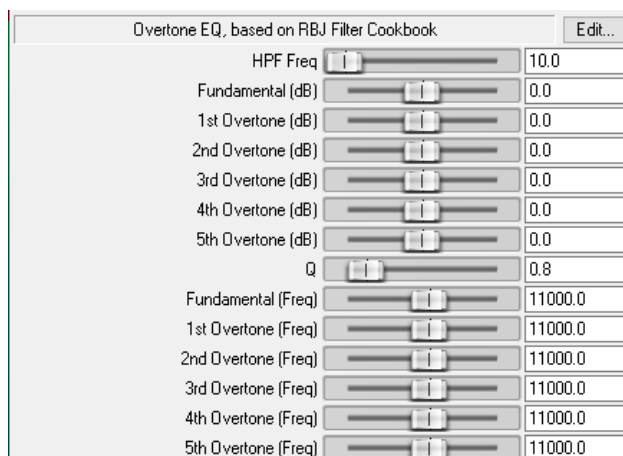 Overtone EQ, based on RBJ Filter Cookbook Edit...
HPF Freq 10.0
Fundamental (dB) 0.0
1st Overtone (dB) 0.0
2nd Overtone (dB) 0.0
3rd Overtone (dB) 0.0
4th Overtone (dB) 0.0
5th Overtone (dB) 0.0
Q 0.8
Fundamental (Freq) 11000.0
1st Overtone (Freq) 11000.0
2nd Overtone (Freq) 11000.0
3rd Overtone (Freq) 11000.0
4th Overtone (Freq) 11000.0
5th Overtone (Freq) 11000.0